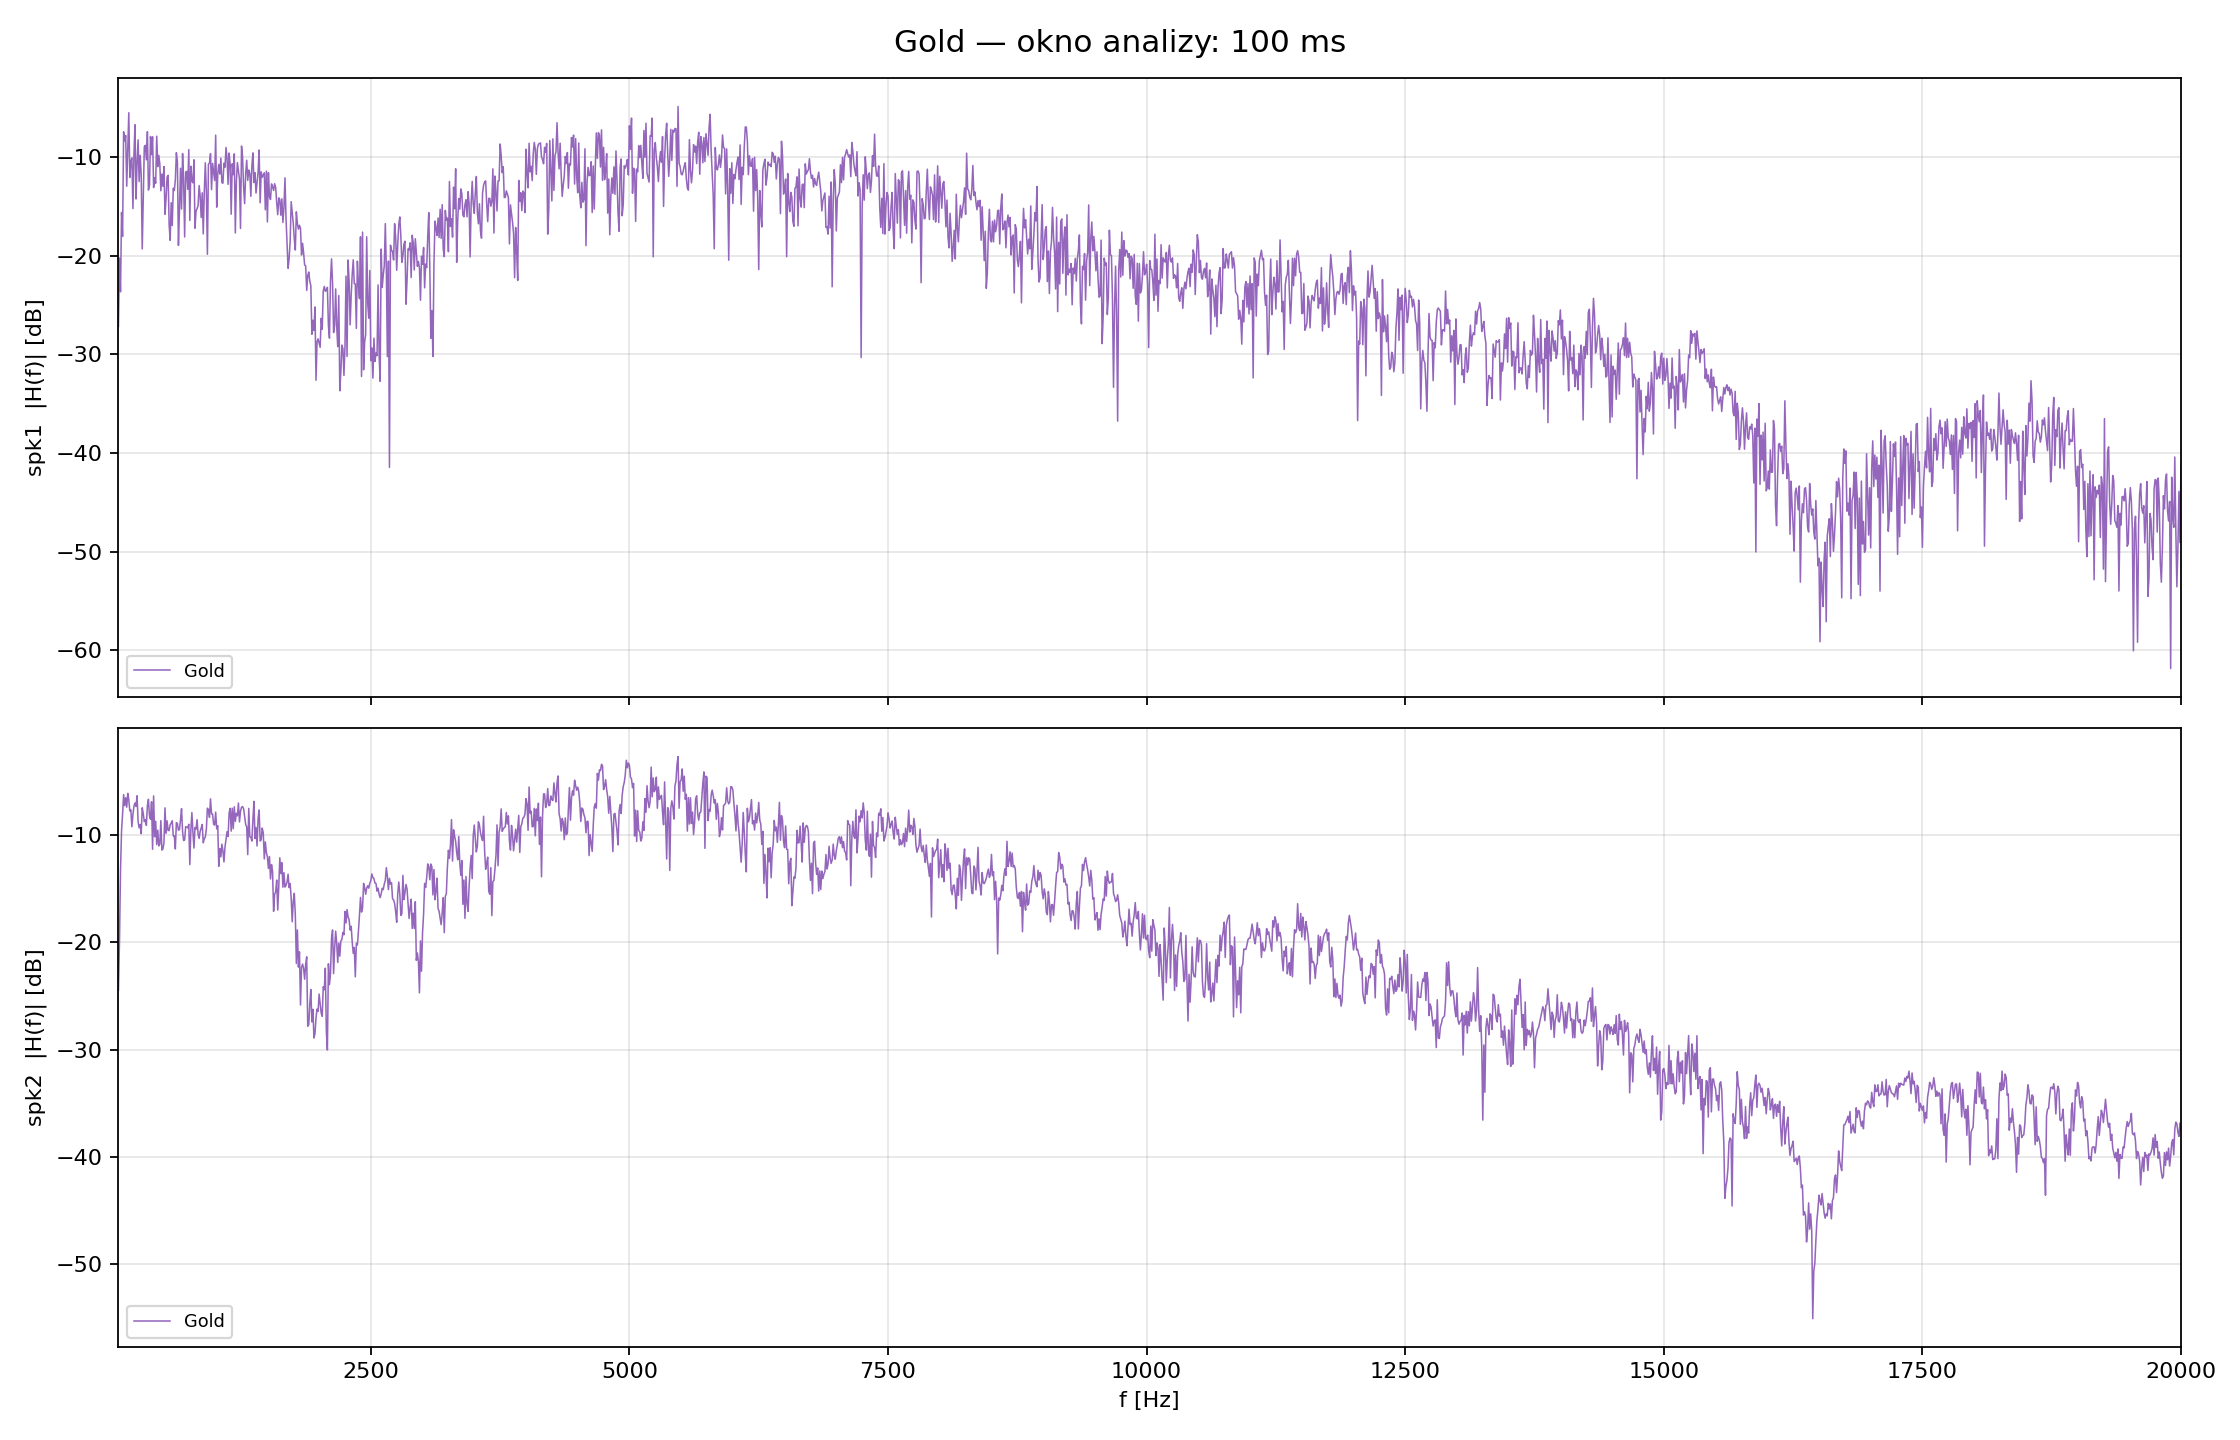 Gold — okno analizy: 100 ms
−10
−20
−30
−40
−50
−60
spk1 |H(f)| [dB]
Gold
−10
−20
−30
−40
−50
spk2 |H(f)| [dB]
Gold
2500 5000 7500 10000 12500 15000 17500 20000
f [Hz]